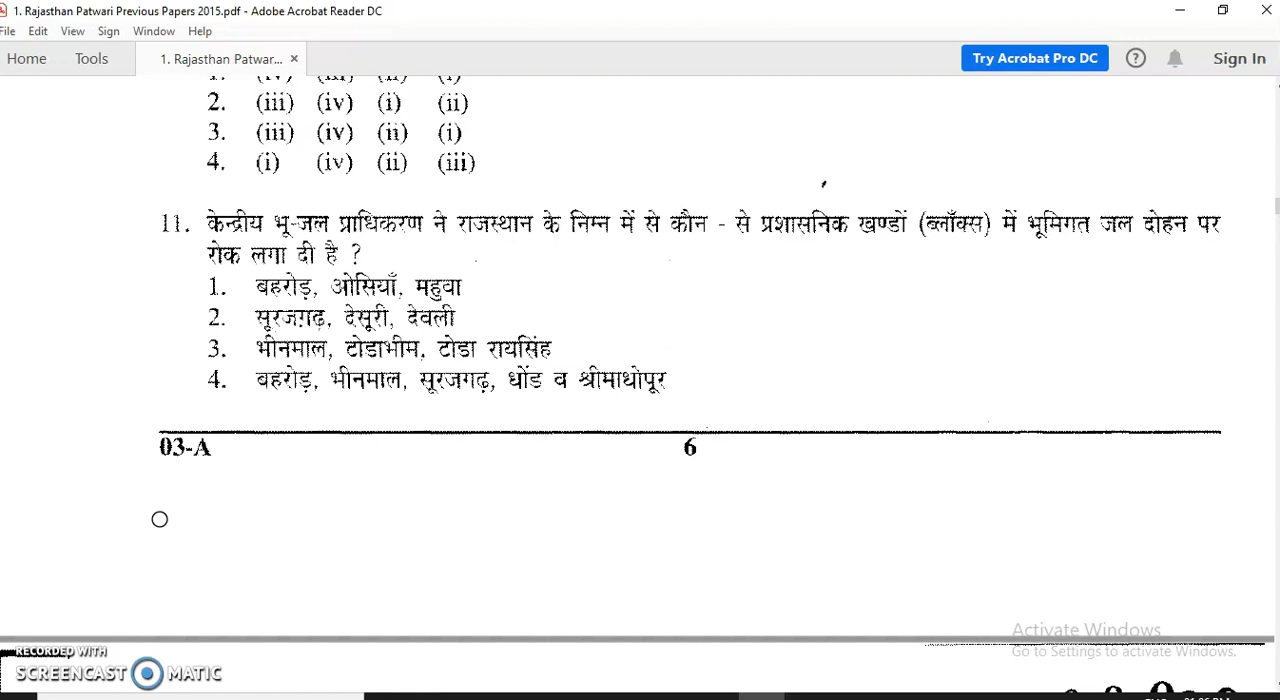 1. Rajasthan Patwari Previous Papers 2015.pdf - Adobe Acrobat Reader DC
File Edit View Sign Window Help
Home Tools 1. Rajasthan Patwar... × Try Acrobat Pro DC ? Sign In
1. (iv) (iii) (ii) (i)
2. (iii) (iv) (i) (ii)
3. (iii) (iv) (ii) (i)
4. (i) (iv) (ii) (iii)
11. केन्द्रीय भू-जल प्राधिकरण ने राजस्थान के निम्न में से कौन - से प्रशासनिक खण्डों (ब्लॉक्स) में भूमिगत जल दोहन पर
रोक लगा दी है ?
1. बहरोड़, ओसियाँ, महुवा
2. सूरजगढ़, देसूरी, देवली
3. भीनमाल, टोडाभीम, टोडा रायसिंह
4. बहरोड़, भीनमाल, सूरजगढ़, धोंड व श्रीमाधोपूर
03-A 6
Activate Windows
Go to Settings to activate Windows.
RECORDED WITH
SCREENCAST MATIC